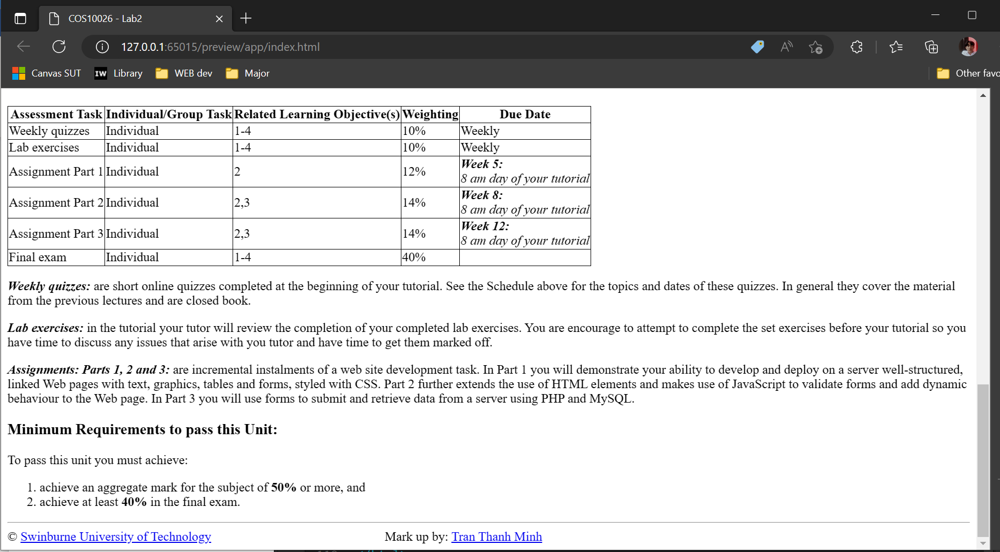 COS10026 - Lab2
127.0.0.1:65015/preview/app/index.html
Canvas SUT IW Library WEB dev Major Other favo
Assessment Task Individual/Group Task Related Learning Objective(s) Weighting Due Date
Weekly quizzes Individual 1-4 10% Weekly
Lab exercises Individual 1-4 10% Weekly
Assignment Part 1 Individual 2 12% Week 5:
8 am day of your tutorial
Assignment Part 2 Individual 2,3 14% Week 8:
8 am day of your tutorial
Assignment Part 3 Individual 2,3 14% Week 12:
8 am day of your tutorial
Final exam Individual 1-4 40%
Weekly quizzes: are short online quizzes completed at the beginning of your tutorial. See the Schedule above for the topics and dates of these quizzes. In general they cover the material
from the previous lectures and are closed book.
Lab exercises: in the tutorial your tutor will review the completion of your completed lab exercises. You are encourage to attempt to complete the set exercises before your tutorial so you
have time to discuss any issues that arise with you tutor and have time to get them marked off.
Assignments: Parts 1, 2 and 3: are incremental instalments of a web site development task. In Part 1 you will demonstrate your ability to develop and deploy on a server well-structured,
linked Web pages with text, graphics, tables and forms, styled with CSS. Part 2 further extends the use of HTML elements and makes use of JavaScript to validate forms and add dynamic
behaviour to the Web page. In Part 3 you will use forms to submit and retrieve data from a server using PHP and MySQL.
Minimum Requirements to pass this Unit:
To pass this unit you must achieve:
1. achieve an aggregate mark for the subject of 50% or more, and
2. achieve at least 40% in the final exam.
© Swinburne University of Technology Mark up by: Tran Thanh Minh